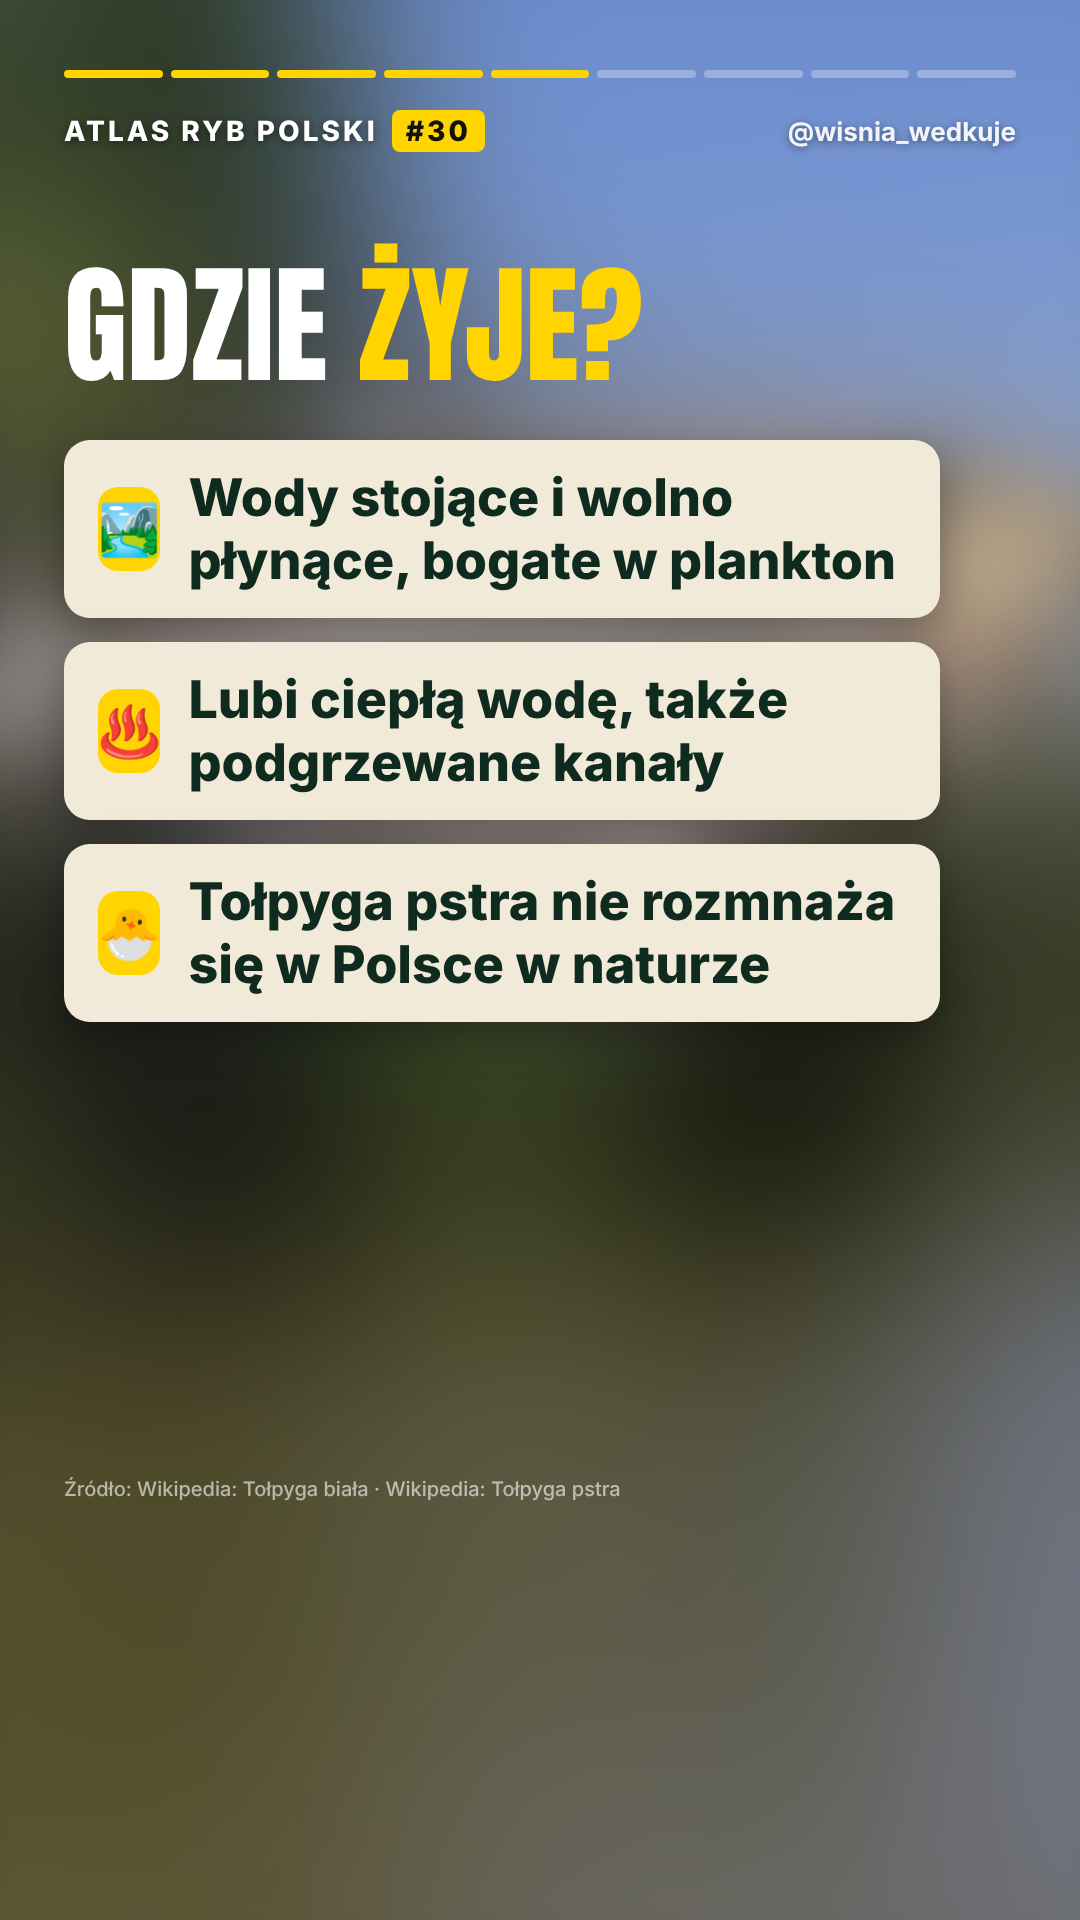 ATLAS RYB POLSKI #30
@wisnia_wedkuje
GDZIE ŻYJE?
Wody stojące i wolno
płynące, bogate w plankton
Lubi ciepłą wodę, także
podgrzewane kanały
Tołpyga pstra nie rozmnaża
się w Polsce w naturze
Źródło: Wikipedia: Tołpyga biała · Wikipedia: Tołpyga pstra